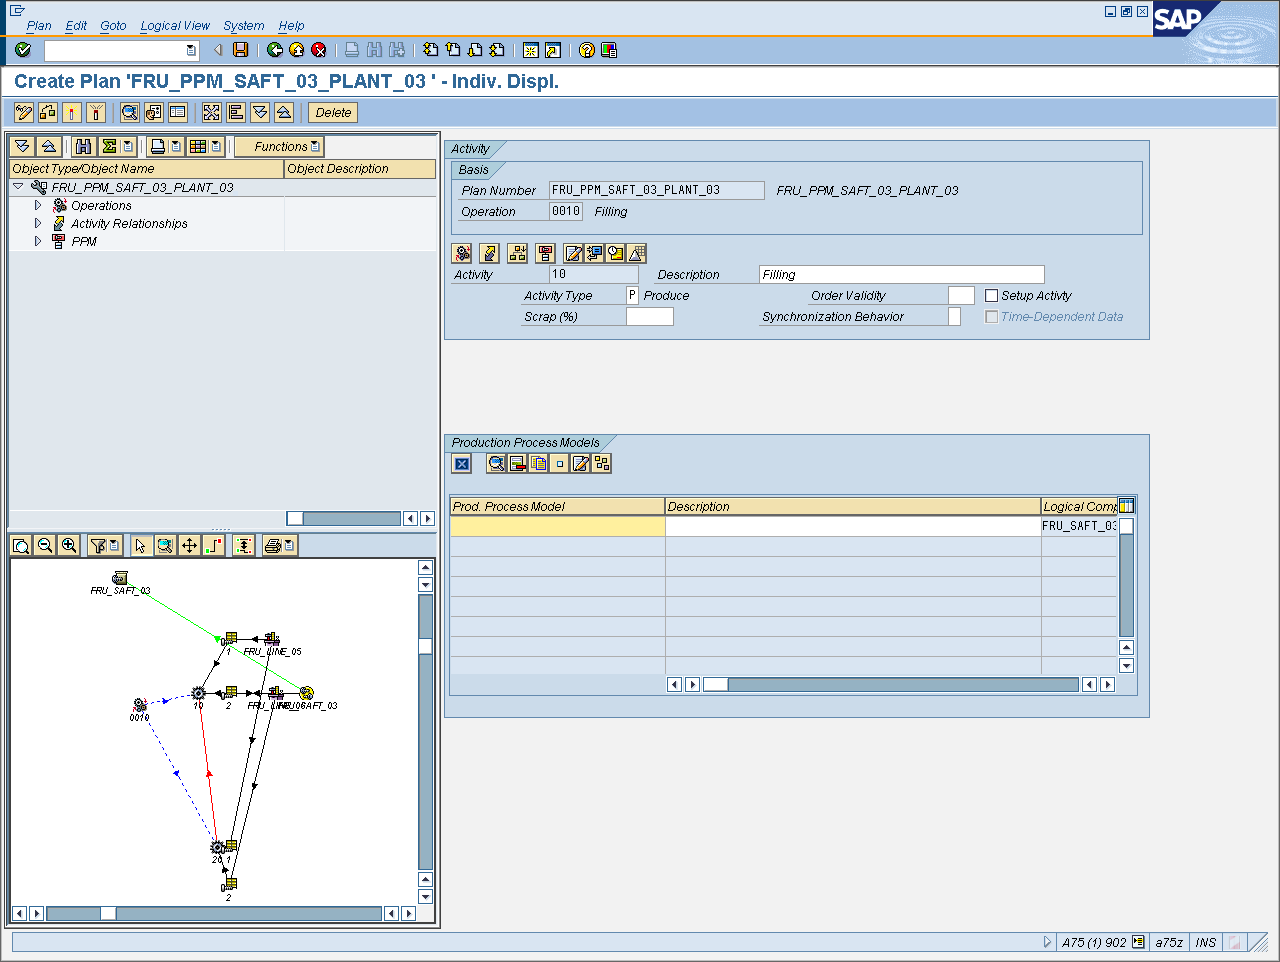 Plan Edit Goto Logical View System Help
SAP
Create Plan 'FRU_PPM_SAFT_03_PLANT_03 ' - Indiv. Displ.
Delete
Functions
Object Type/Object Name Object Description
FRU_PPM_SAFT_03_PLANT_03
Operations
Activity Relationships
PPM
Activity
Basis
Plan Number FRU_PPM_SAFT_03_PLANT_03 FRU_PPM_SAFT_03_PLANT_03
Operation 0010 Filling
Activity 10 Description Filling
Activity Type P Produce Order Validity Setup Activty
Scrap (%) Synchronization Behavior Time-Dependent Data
Production Process Models
Prod. Process Model Description Logical Comp
FRU_SAFT_03
FRU_SAFT_03
1 FRU_LINE_05
10 2
0010
20 1
2
A75 (1) 902 a75z INS